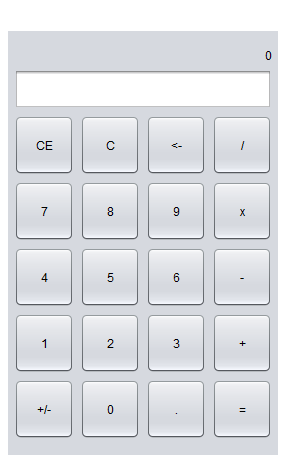 0
CE C <- /
7 8 9 x
4 5 6 -
1 2 3 +
+/- 0 . =